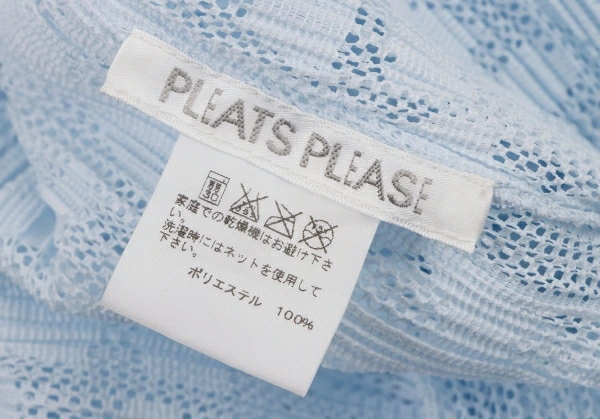 PLEATS PLEASE
家庭での乾燥機はお避け下さ
い。
洗濯時にはネットを使用して
下さい。
ポリエステル 100%